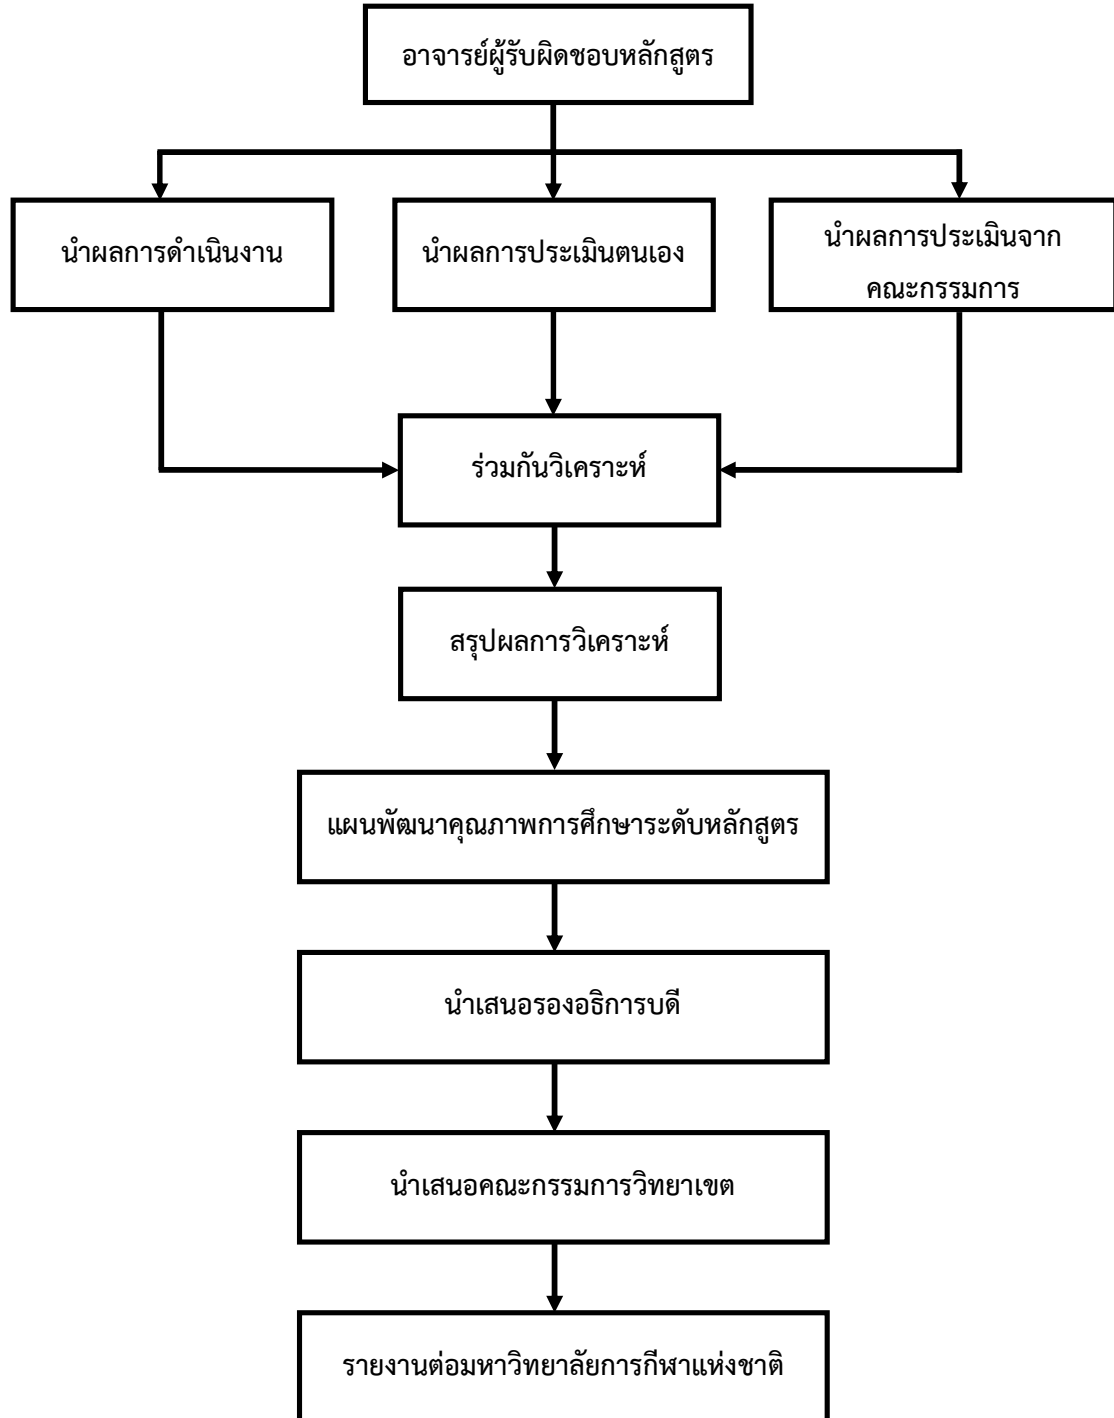 อาจารย์ผู้รับผิดชอบหลักสูตร
นำผลการดำเนินงาน
นำผลการประเมินตนเอง
นำผลการประเมินจาก
คณะกรรมการ
ร่วมกันวิเคราะห์
สรุปผลการวิเคราะห์
แผนพัฒนาคุณภาพการศึกษาระดับหลักสูตร
นำเสนอรองอธิการบดี
นำเสนอคณะกรรมการวิทยาเขต
รายงานต่อมหาวิทยาลัยการกีฬาแห่งชาติ